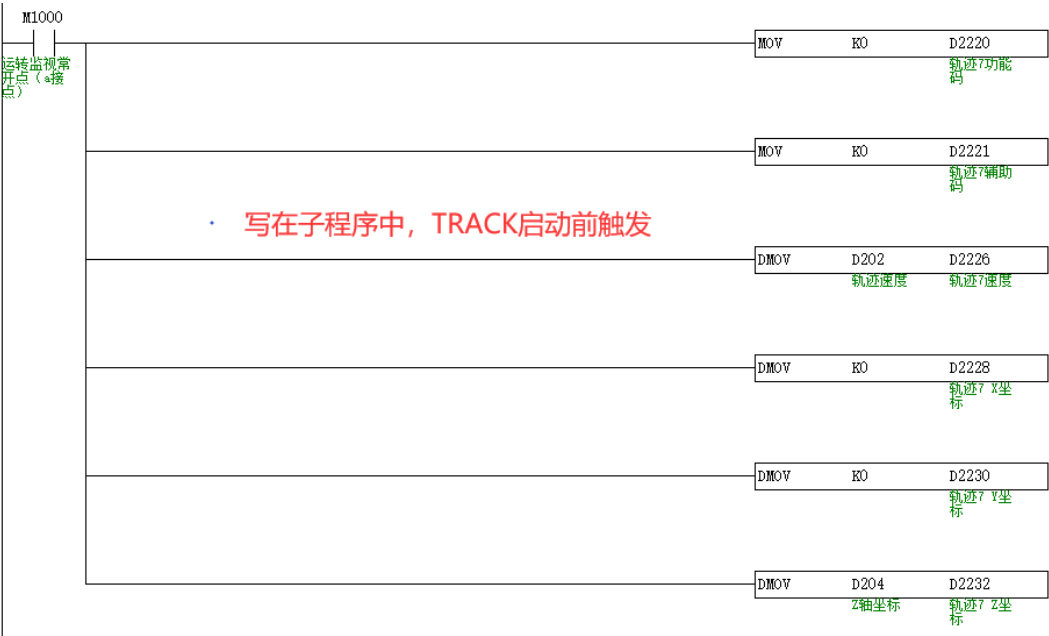 M1000
运转监视常
开点（a接
点）
MOV K0 D2220
轨迹7功能
码
MOV K0 D2221
轨迹7辅助
码
· 写在子程序中，TRACK启动前触发
DMOV D202 D2226
轨迹速度 轨迹7速度
DMOV K0 D2228
轨迹7 X坐
标
DMOV K0 D2230
轨迹7 Y坐
标
DMOV D204 D2232
Z轴坐标 轨迹7 Z坐
标